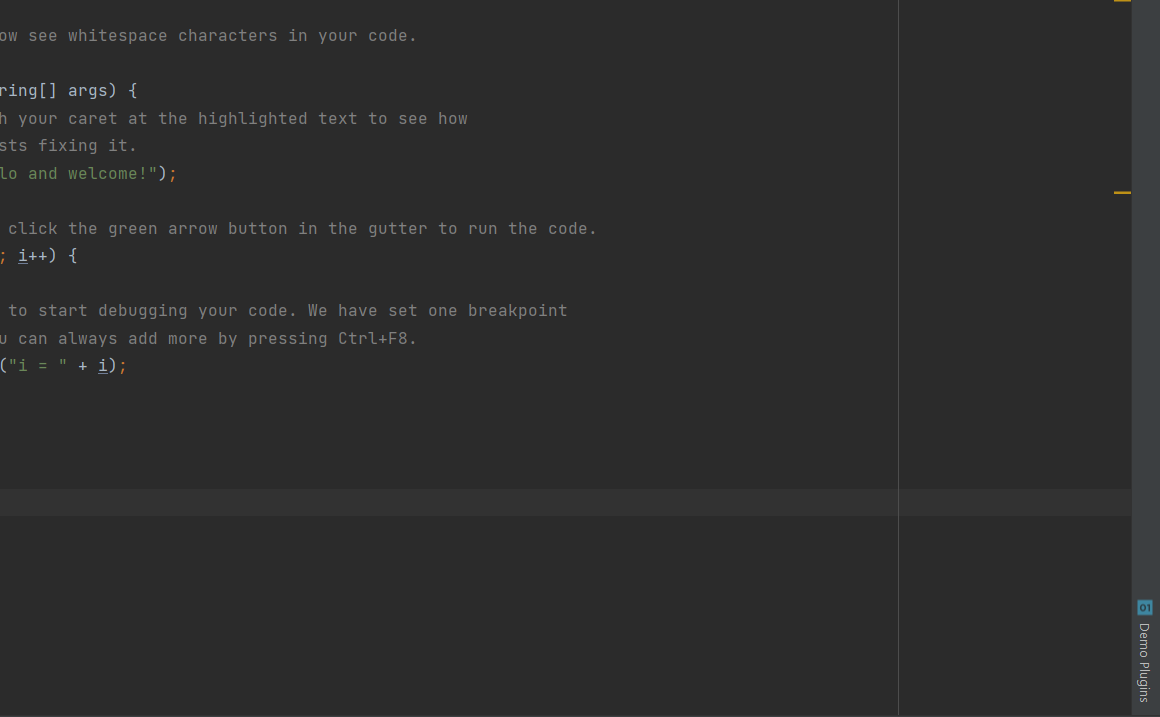 ow see whitespace characters in your code.
ring[] args) {
h your caret at the highlighted text to see how
sts fixing it.
lo and welcome!");
click the green arrow button in the gutter to run the code.
; i++) {
to start debugging your code. We have set one breakpoint
u can always add more by pressing Ctrl+F8.
("i = " + i);
01
Demo Plugins